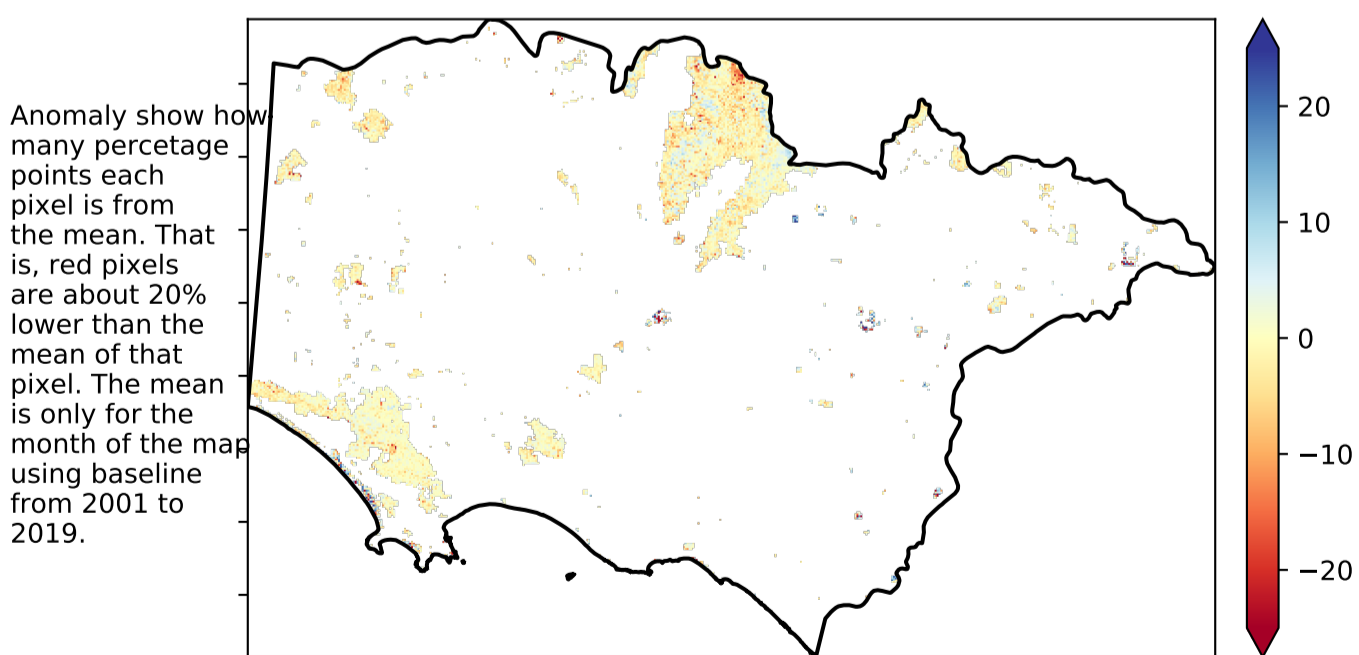 Anomaly show how
many percetage
points each
pixel is from
the mean. That
is, red pixels
are about 20%
lower than the
mean of that
pixel. The mean
is only for the
month of the map
using baseline
from 2001 to
2019.
20
10
0
−10
−20